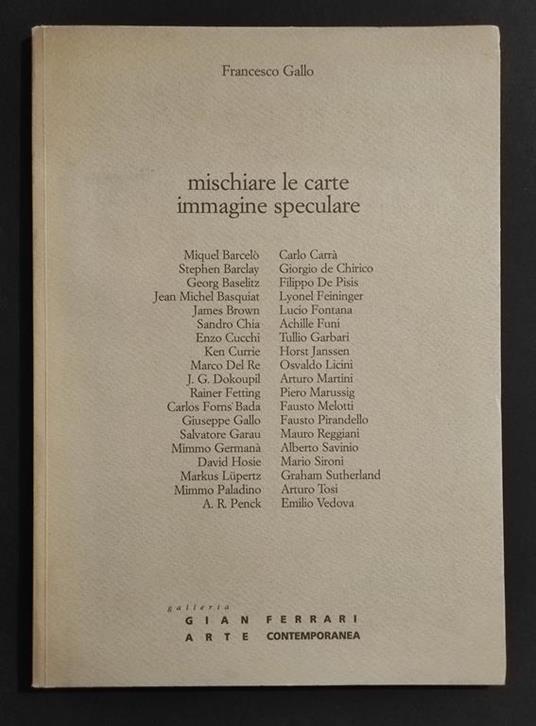 Francesco Gallo
mischiare le carte
immagine speculare
Miquel Barcelò
Stephen Barclay
Georg Baselitz
Jean Michel Basquiat
James Brown
Sandro Chia
Enzo Cucchi
Ken Currie
Marco Del Re
J. G. Dokoupil
Rainer Fetting
Carlos Forns Bada
Giuseppe Gallo
Salvatore Garau
Mimmo Germanà
David Hosie
Markus Lüpertz
Mimmo Paladino
A. R. Penck
Carlo Carrà
Giorgio de Chirico
Filippo De Pisis
Lyonel Feininger
Lucio Fontana
Achille Funi
Tullio Garbari
Horst Janssen
Osvaldo Licini
Arturo Martini
Piero Marussig
Fausto Melotti
Fausto Pirandello
Mauro Reggiani
Alberto Savinio
Mario Sironi
Graham Sutherland
Arturo Tosi
Emilio Vedova
galleria
GIAN FERRARI
ARTE CONTEMPORANEA